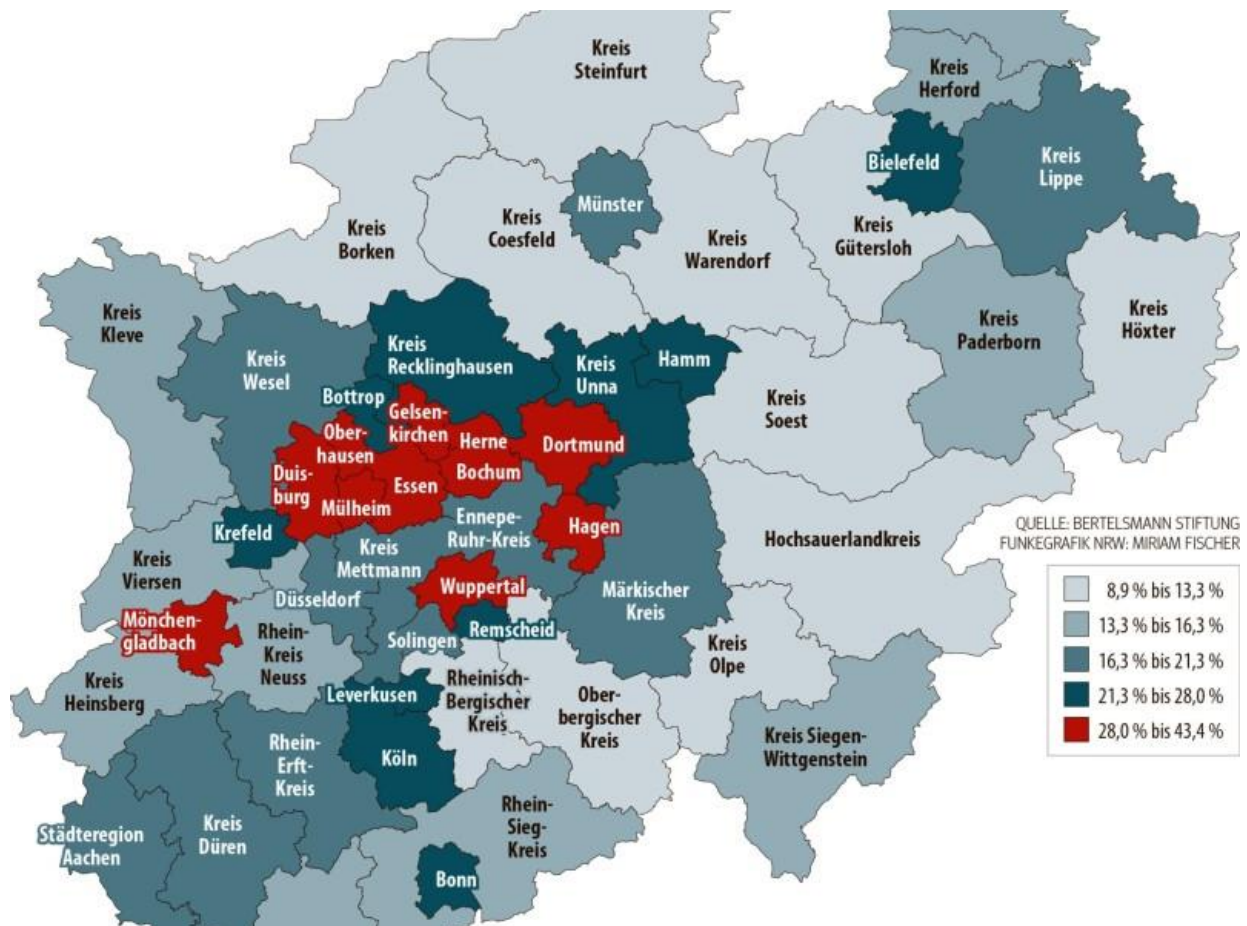 Kreis
Steinfurt
Kreis
Herford
Bielefeld
Kreis
Lippe
Münster
Kreis
Coesfeld
Kreis
Borken
Kreis
Warendorf
Kreis
Gütersloh
Kreis
Kleve
Kreis
Paderborn
Kreis
Höxter
Kreis
Recklinghausen
Kreis
Wesel
Kreis
Unna
Hamm
Bottrop
Gelsen-
kirchen
Kreis
Soest
Ober-
hausen
Herne
Dortmund
Duis-
burg
Essen
Bochum
Mülheim
Krefeld
Ennepe-
Ruhr-Kreis
Hagen
Hochsauerlandkreis
Kreis
Viersen
Kreis
Mettmann
Düsseldorf
Wuppertal
Märkischer
Kreis
Mönchen-
gladbach
Rhein-
Kreis
Neuss
Solingen
Remscheid
Kreis
Olpe
Kreis
Heinsberg
Leverkusen
Rheinisch-
Bergischer
Kreis
Ober-
bergischer
Kreis
Rhein-
Erft-
Kreis
Köln
Kreis Siegen-
Wittgenstein
Städteregion
Aachen
Kreis
Düren
Rhein-
Sieg-
Kreis
Bonn
QUELLE: BERTELSMANN STIFTUNG
FUNKEGRAFIK NRW: MIRIAM FISCHER
8,9 % bis 13,3 %
13,3 % bis 16,3 %
16,3 % bis 21,3 %
21,3 % bis 28,0 %
28,0 % bis 43,4 %